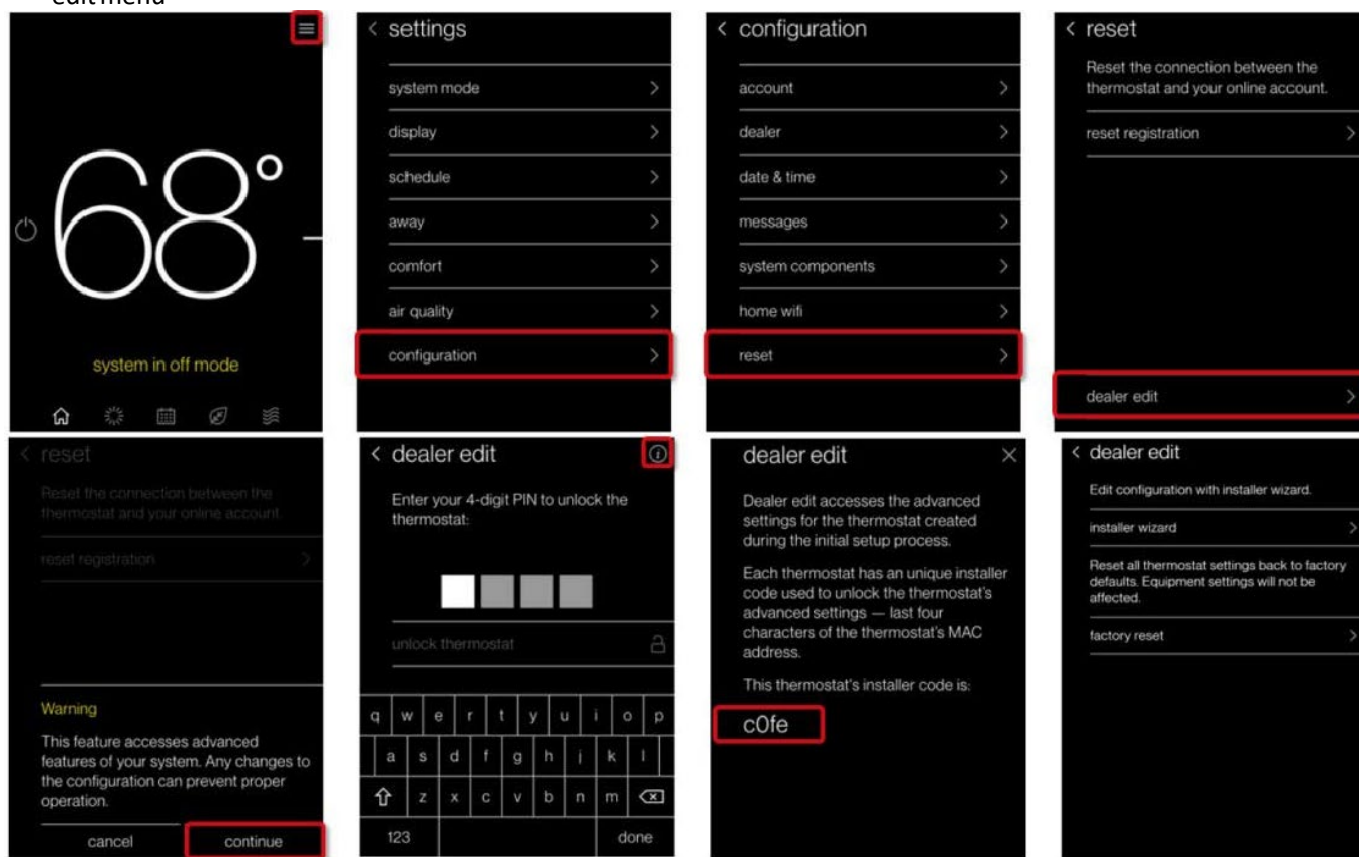 edit menu
68°
system in off mode
settings
system mode
display
schedule
away
comfort
air quality
configuration
configuration
account
dealer
date & time
messages
system components
home wifi
reset
reset
Reset the connection between the
thermostat and your online account.
reset registration
dealer edit
reset
Reset the connection between the
thermostat and your online account.
reset registration
Warning
This feature accesses advanced
features of your system. Any changes to
the configuration can prevent proper
operation.
cancel continue
dealer edit
Enter your 4-digit PIN to unlock the
thermostat:
unlock thermostat
q w e r t y u i o p
a s d f g h j k l
z x c v b n m
123 done
dealer edit
Dealer edit accesses the advanced
settings for the thermostat created
during the initial setup process.
Each thermostat has an unique installer
code used to unlock the thermostat's
advanced settings — last four
characters of the thermostat's MAC
address.
This thermostat's installer code is:
c0fe
dealer edit
Edit configuration with installer wizard.
installer wizard
Reset all thermostat settings back to factory
defaults. Equipment settings will not be
affected.
factory reset